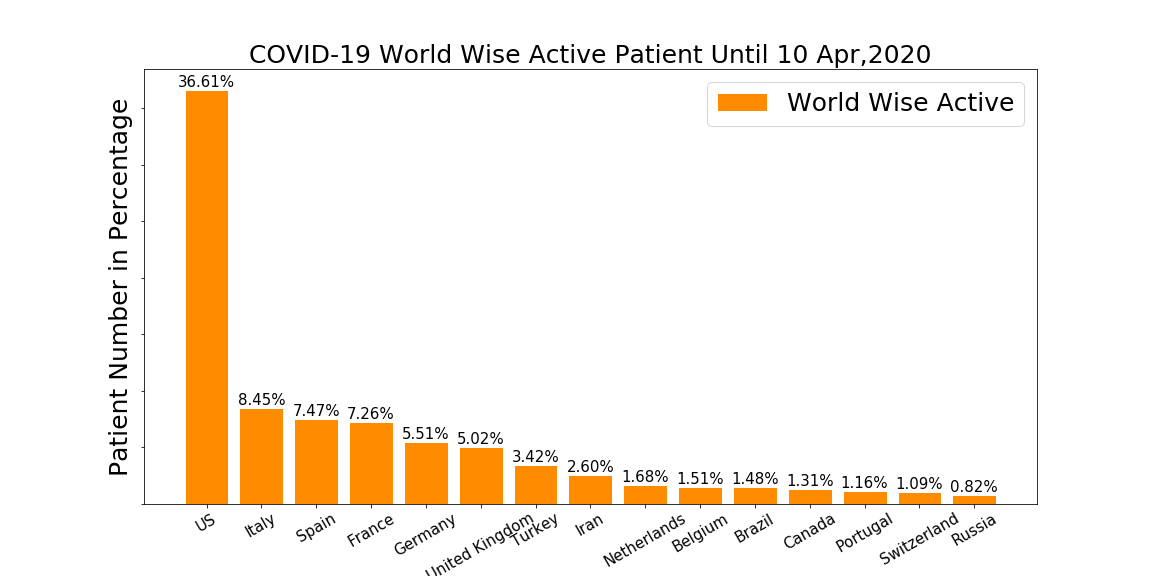 COVID-19 World Wise Active Patient Until 10 Apr,2020
World Wise Active
Patient Number in Percentage
36.61%
8.45%
7.47%
7.26%
5.51%
5.02%
3.42%
2.60%
1.68%
1.51%
1.48%
1.31%
1.16%
1.09%
0.82%
US
Italy
Spain
France
Germany
United Kingdom
Turkey
Iran
Netherlands
Belgium
Brazil
Canada
Portugal
Switzerland
Russia